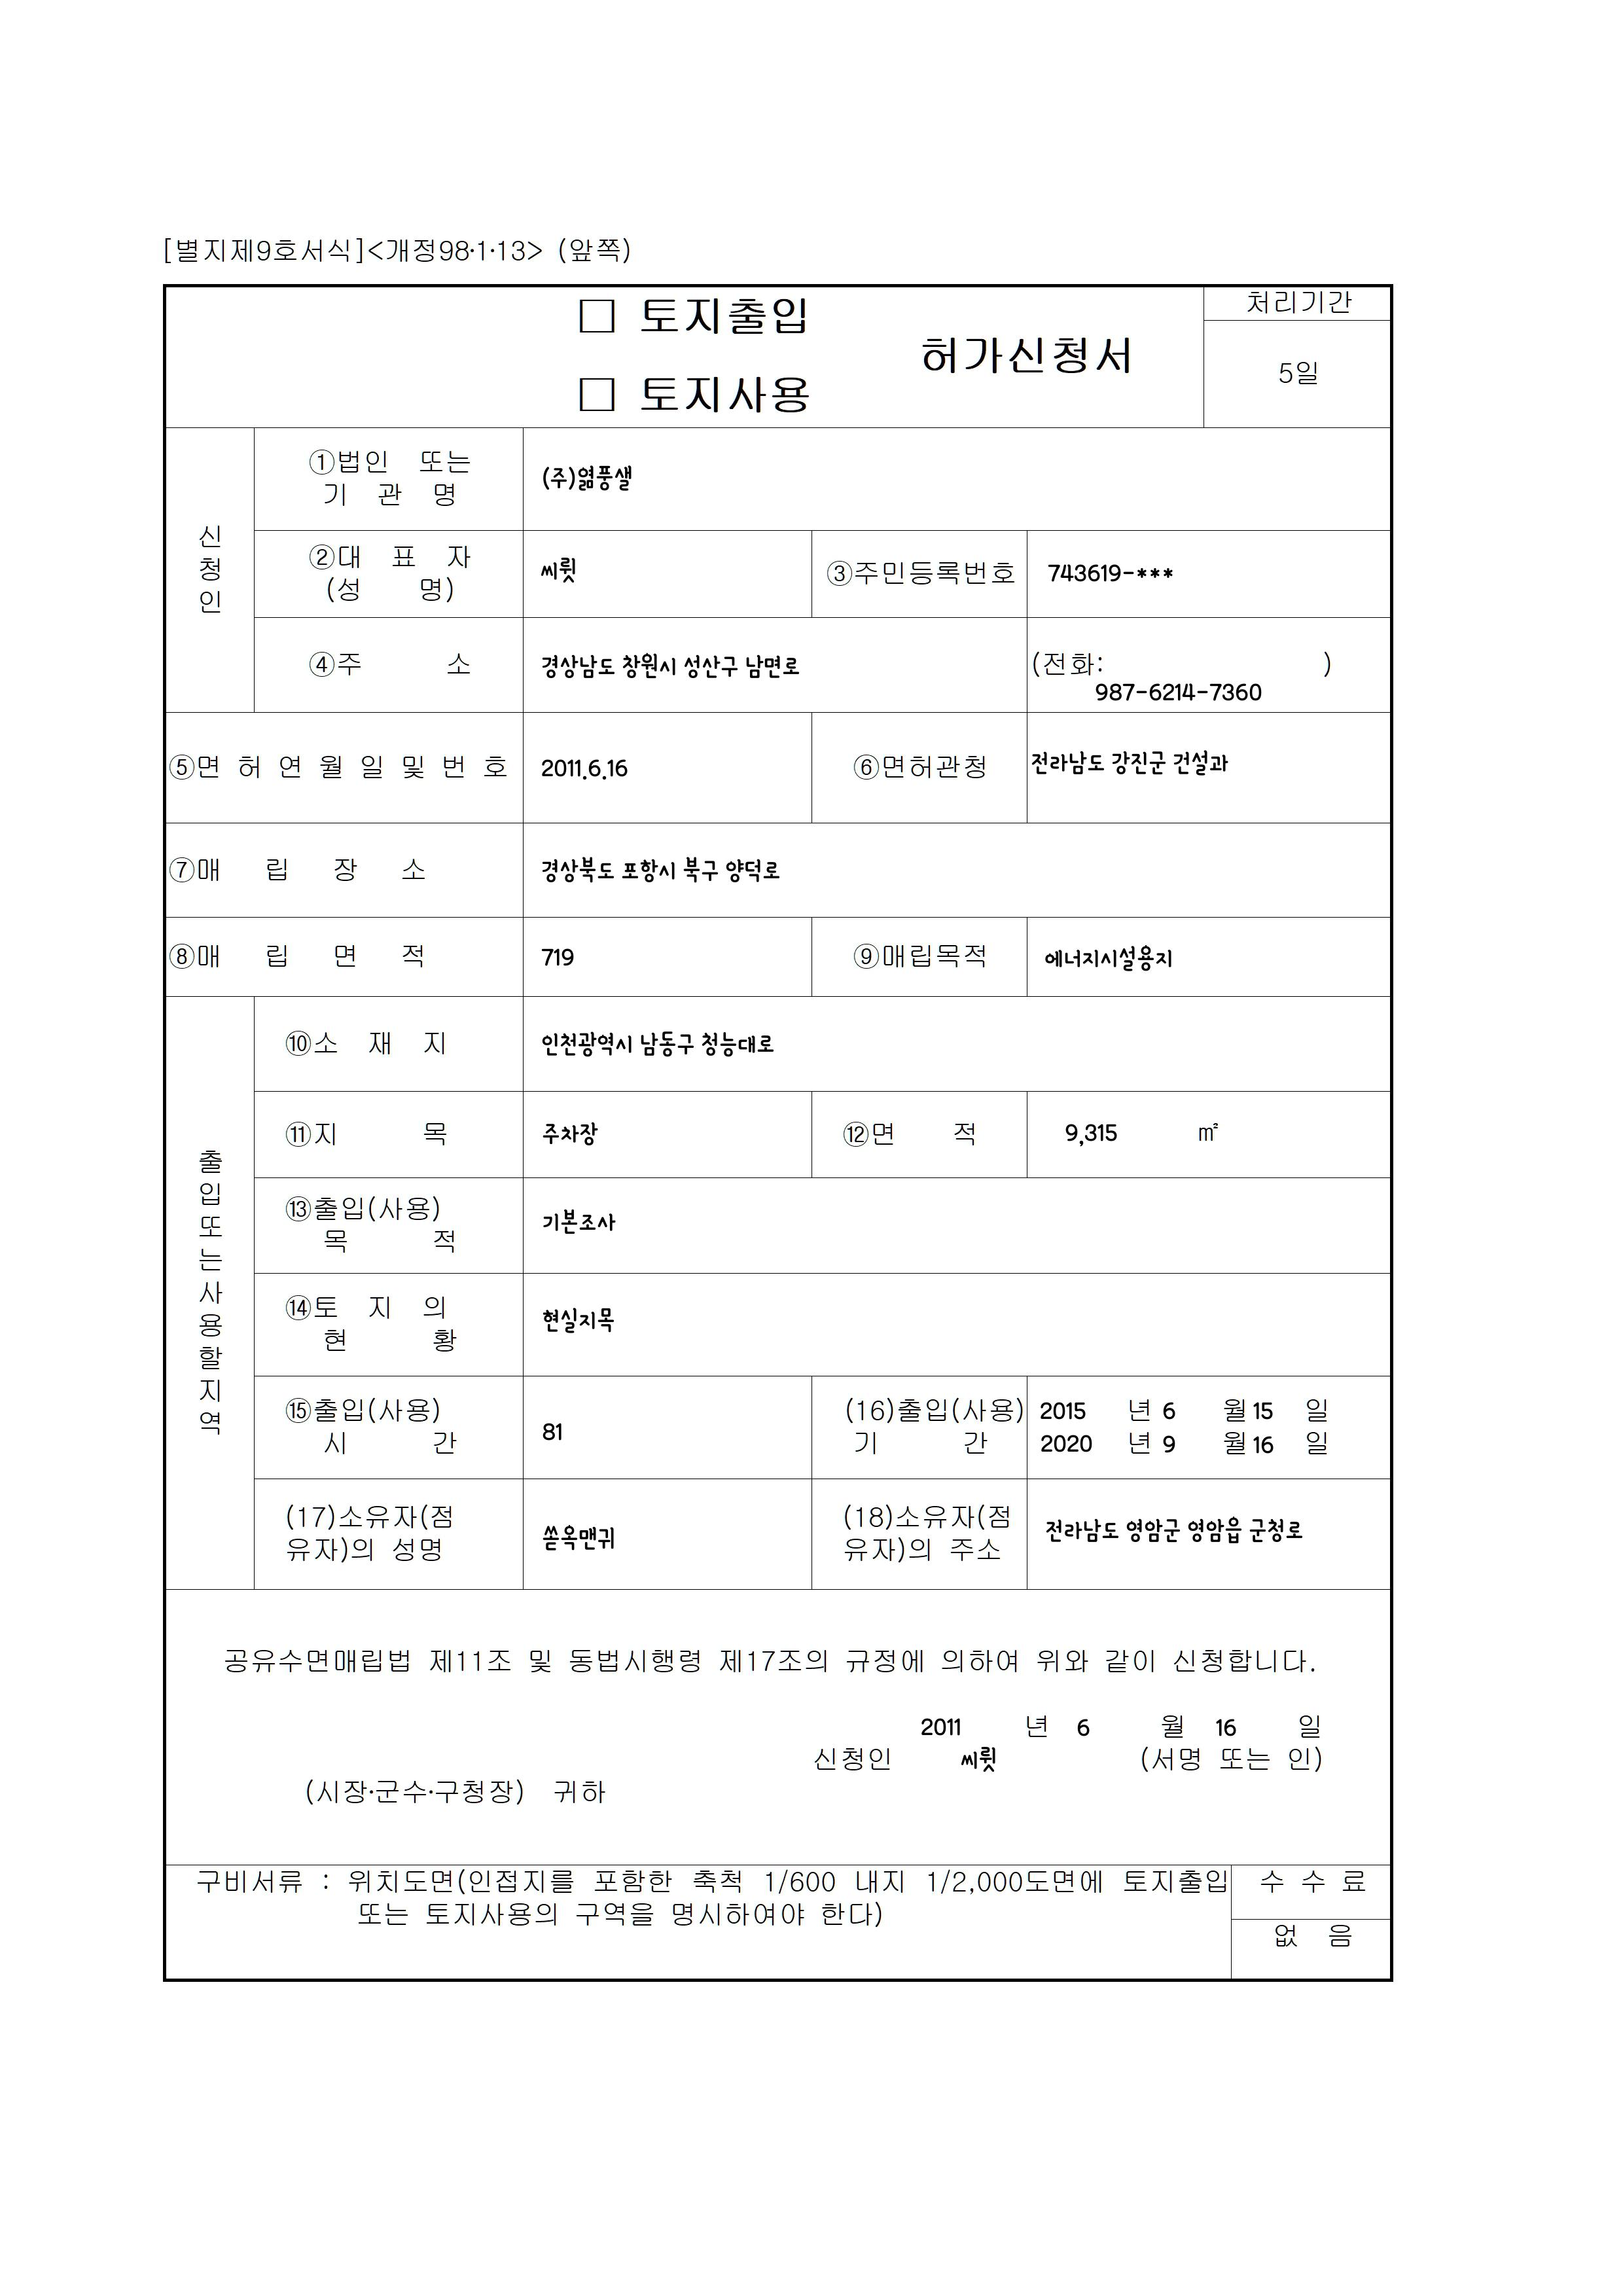 [별지제9호서식]<개정98·1·13> (앞쪽)
□ 토지출입
□ 토지사용
허가신청서
처리기간
5일
신청인
①법인 또는
기 관 명
(주)옒풍샐
②대 표 자
(성 명)
씨륏
③주민등록번호
743619-***
④주 소
경상남도 창원시 성산구 남면로
(전화: )
987-6214-7360
⑤면 허 연 월 일 및 번 호
2011.6.16
⑥면허관청
전라남도 강진군 건설과
⑦매 립 장 소
경상북도 포항시 북구 양덕로
⑧매 립 면 적
719
⑨매립목적
에너지시설용지
출입또는사용할지역
⑩소 재 지
인천광역시 남동구 청능대로
⑪지 목
주차장
⑫면 적
9,315 ㎡
⑬출입(사용)
목 적
기본조사
⑭토 지 의
현 황
현실지목
⑮출입(사용)
시 간
81
(16)출입(사용)
기 간
2015 년 6 월 15 일
2020 년 9 월 16 일
(17)소유자(점
유자)의 성명
쏟옥맨귀
(18)소유자(점
유자)의 주소
전라남도 영암군 영암읍 군청로
공유수면매립법 제11조 및 동법시행령 제17조의 규정에 의하여 위와 같이 신청합니다.
2011 년 6 월 16 일
신청인 씨륏 (서명 또는 인)
(시장·군수·구청장) 귀하
구비서류 : 위치도면(인접지를 포함한 축척 1/600 내지 1/2,000도면에 토지출입
또는 토지사용의 구역을 명시하여야 한다)
수 수 료
없 음